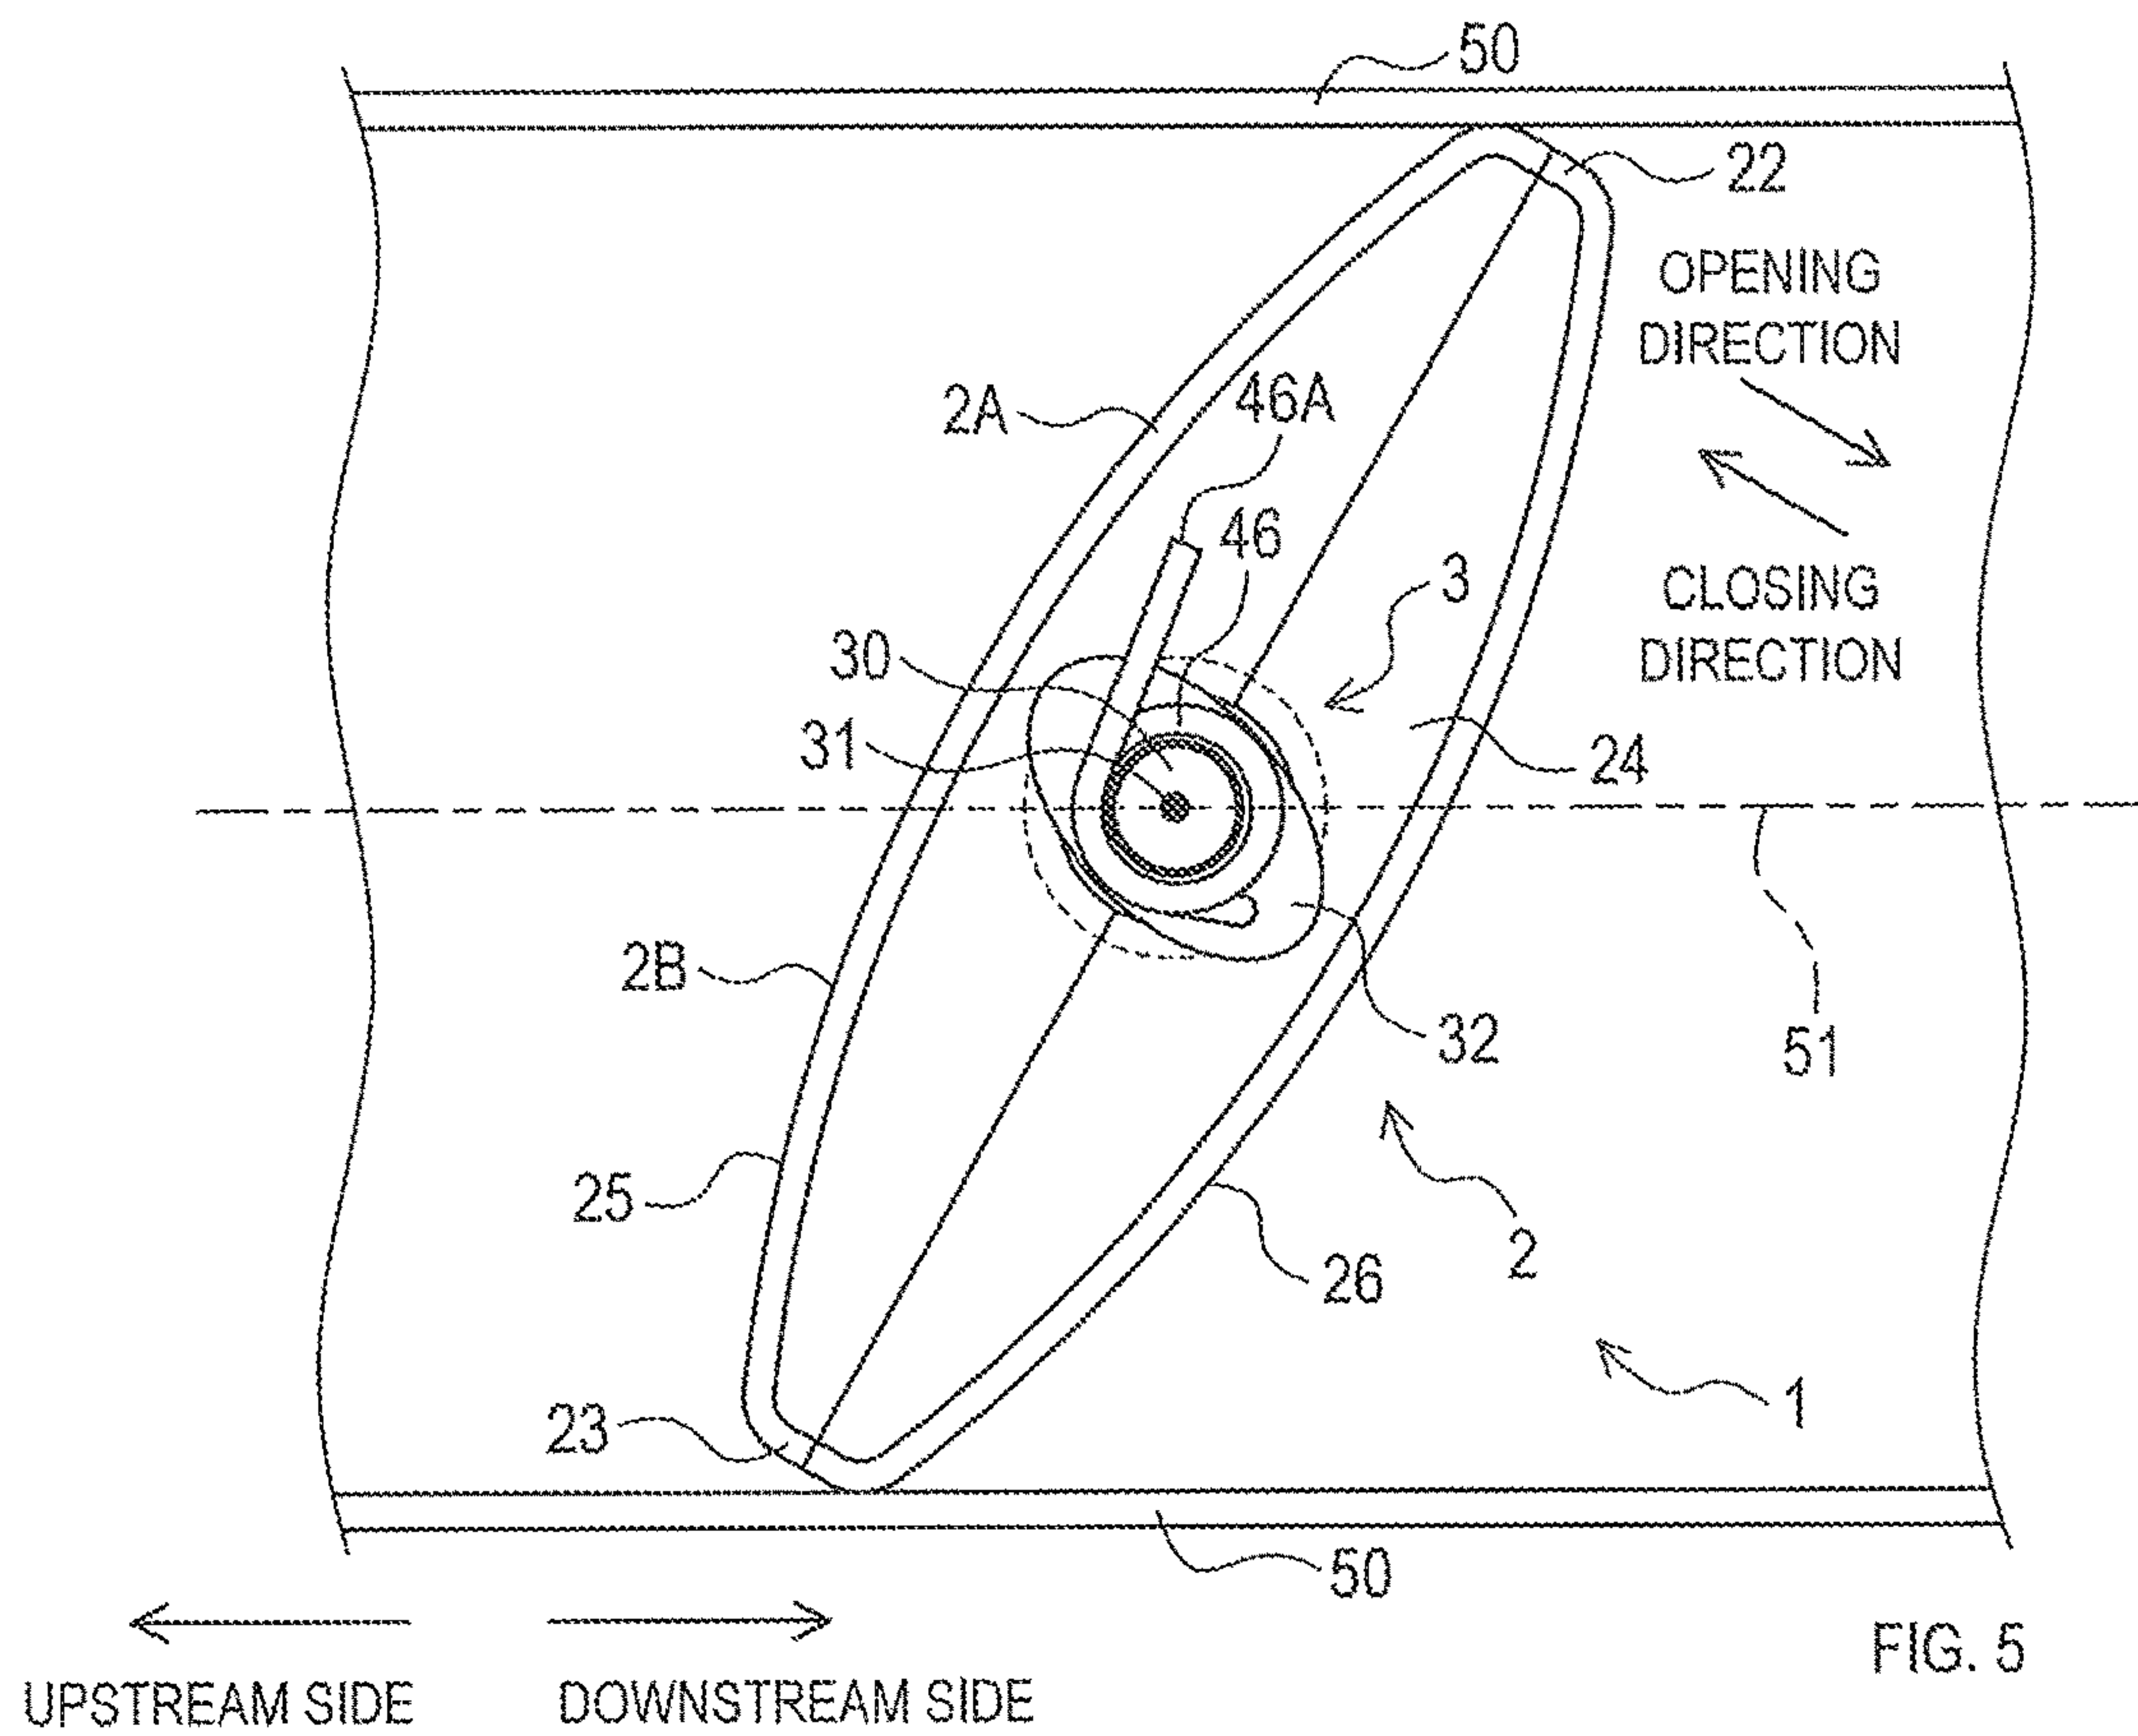 50
22
OPENING
DIRECTION
2A
46A
46
3
CLOSING
DIRECTION
30
31
24
2B
32
51
25
2
26
23
1
50
FIG. 5
UPSTREAM SIDE
DOWNSTREAM SIDE